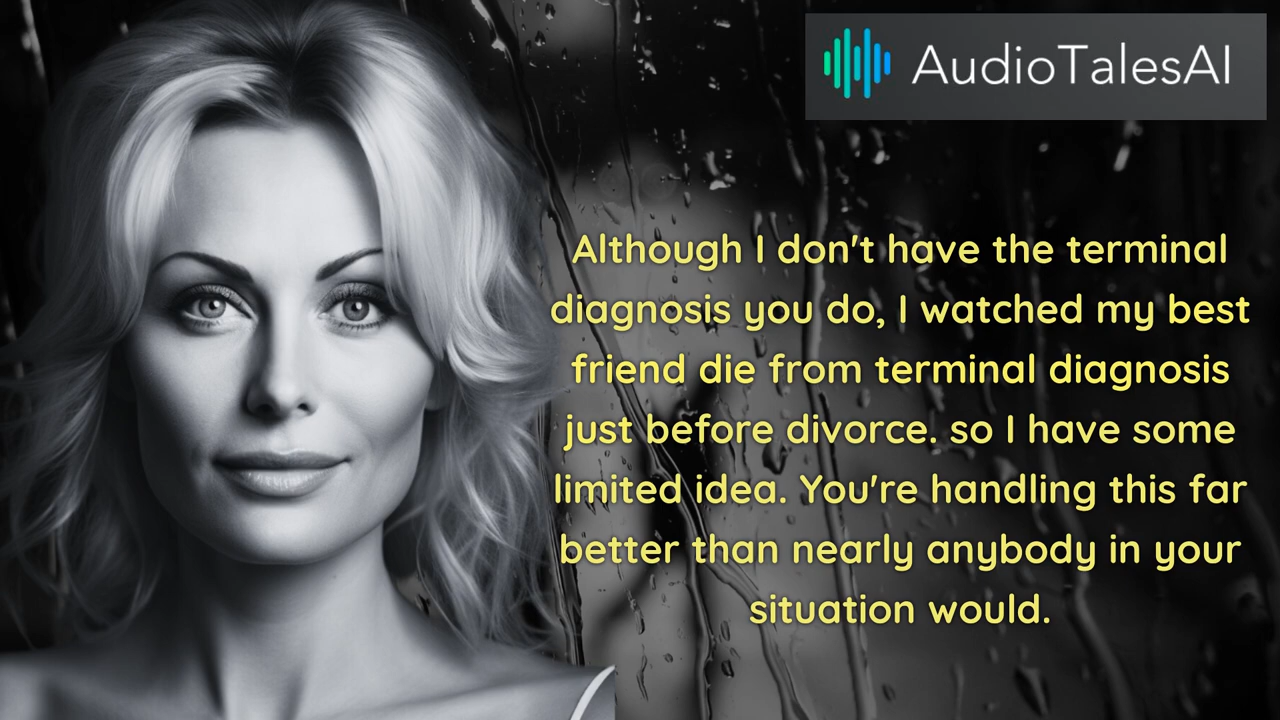 AudioTalesAI
Although I don't have the terminal
diagnosis you do, I watched my best
friend die from terminal diagnosis
just before divorce. so I have some
limited idea. You're handling this far
better than nearly anybody in your
situation would.